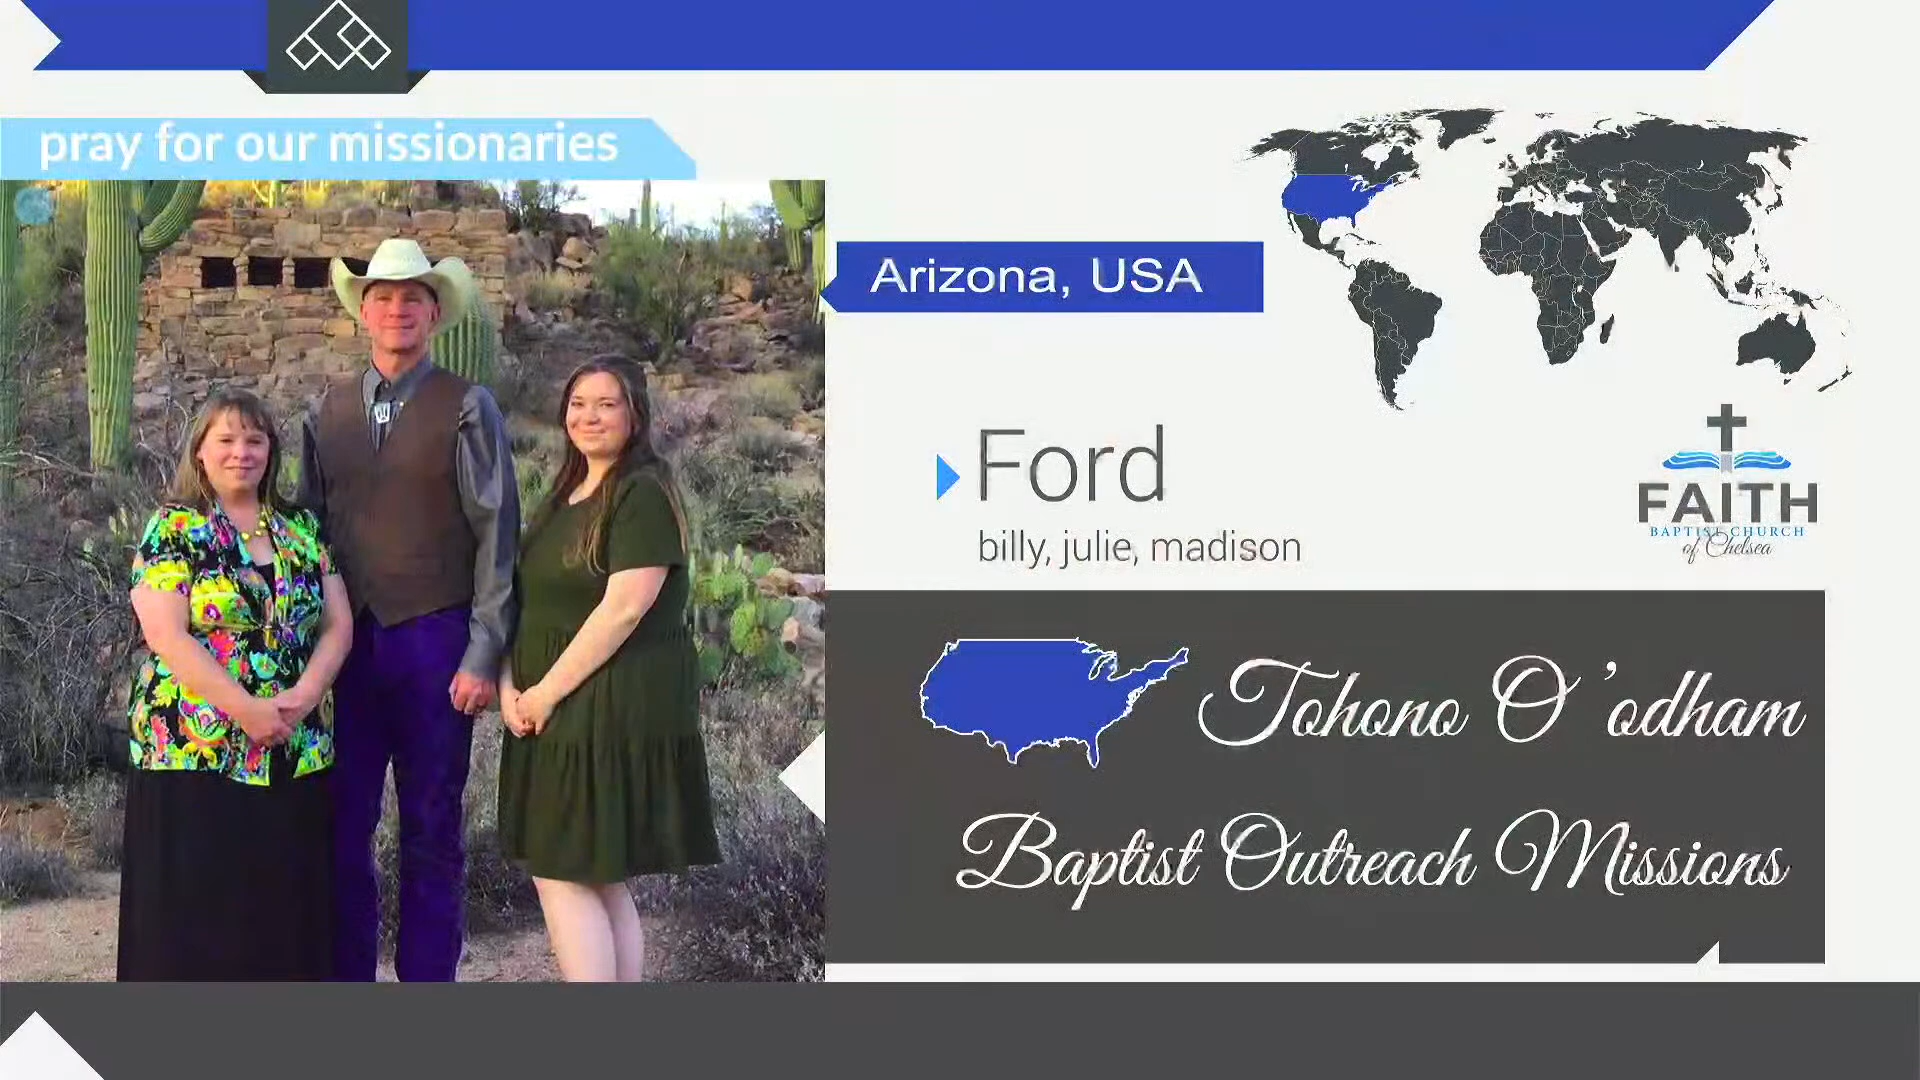 pray for our missionaries
Arizona, USA
Ford
billy, julie, madison
FAITH
BAPTIST CHURCH
of Chelsea
Tohono O 'odham
Baptist Outreach Missions